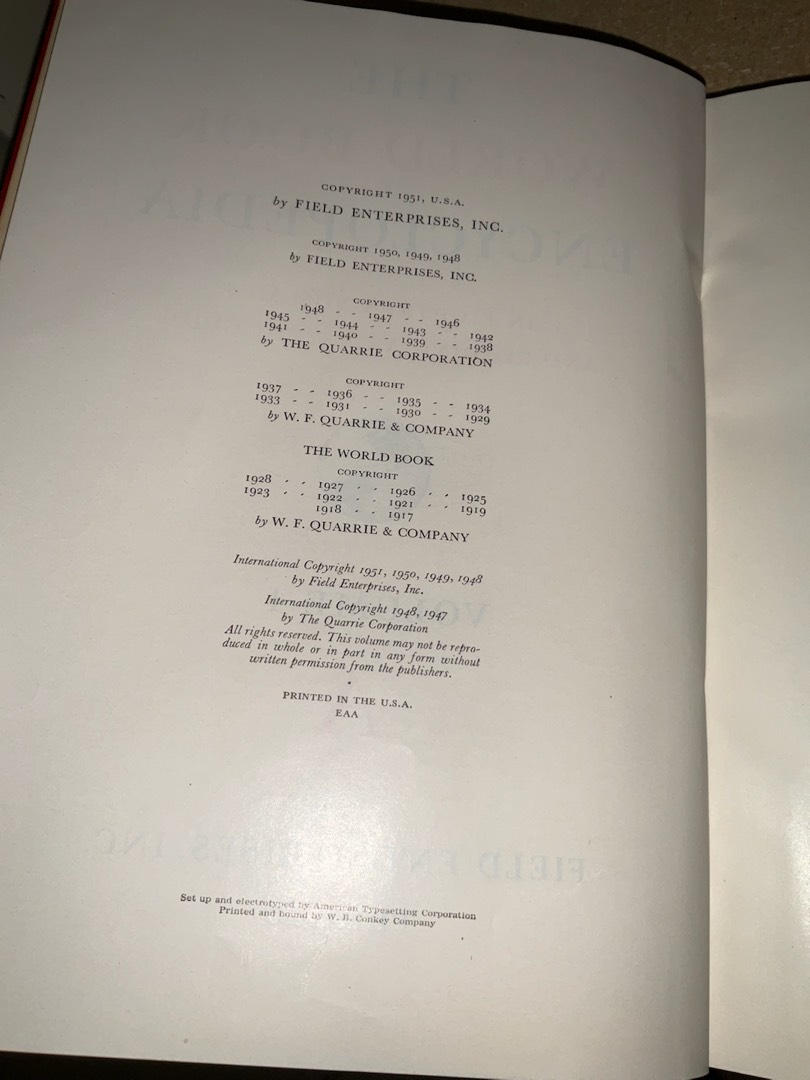 COPYRIGHT 1951, U.S.A.
by FIELD ENTERPRISES, INC.
COPYRIGHT 1950, 1949, 1948
by FIELD ENTERPRISES, INC.
COPYRIGHT
1948 - - 1947 - - 1946
1945 - - 1944 - - 1943 - - 1942
1941 - - 1940 - - 1939 - - 1938
by THE QUARRIE CORPORATION
COPYRIGHT
1937 - - 1936 - - 1935 - - 1934
1933 - - 1931 - - 1930 - - 1929
by W. F. QUARRIE & COMPANY
THE WORLD BOOK
COPYRIGHT
1928 - - 1927 - - 1926 - - 1925
1923 - - 1922 - - 1921 - - 1919
1918 - - 1917
by W. F. QUARRIE & COMPANY
International Copyright 1951, 1950, 1949, 1948
by Field Enterprises, Inc.
International Copyright 1948, 1947
by The Quarrie Corporation
All rights reserved. This volume may not be repro-
duced in whole or in part in any form without
written permission from the publishers.
PRINTED IN THE U.S.A.
EAA
Set up and electrotyped by American Typesetting Corporation
Printed and bound by W. B. Conkey Company